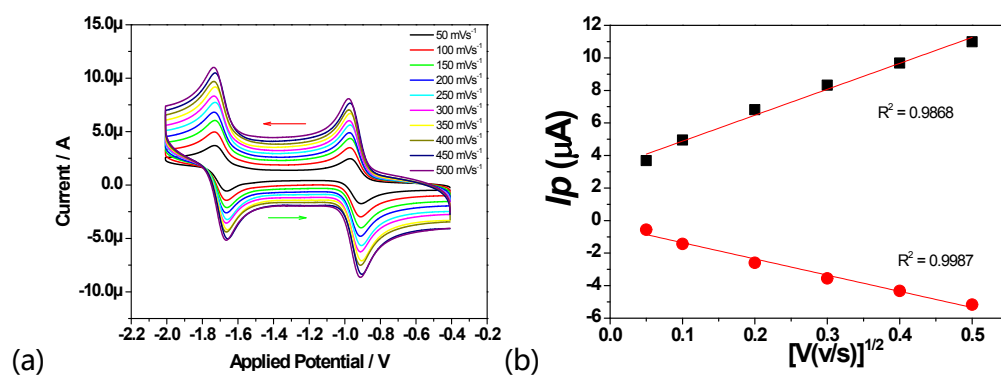 15.0μ
10.0μ
5.0μ
0.0
-5.0μ
-10.0μ
Current / A
50 mVs⁻¹
100 mVs⁻¹
150 mVs⁻¹
200 mVs⁻¹
250 mVs⁻¹
300 mVs⁻¹
350 mVs⁻¹
400 mVs⁻¹
450 mVs⁻¹
500 mVs⁻¹
-2.2 -2.0 -1.8 -1.6 -1.4 -1.2 -1.0 -0.8 -0.6 -0.4 -0.2
Applied Potential / V
(a)
12
10
8
6
4
2
0
-2
-4
-6
Ip (μA)
R² = 0.9868
R² = 0.9987
0.0 0.1 0.2 0.3 0.4 0.5
[V(v/s)]¹ᐟ²
(b)